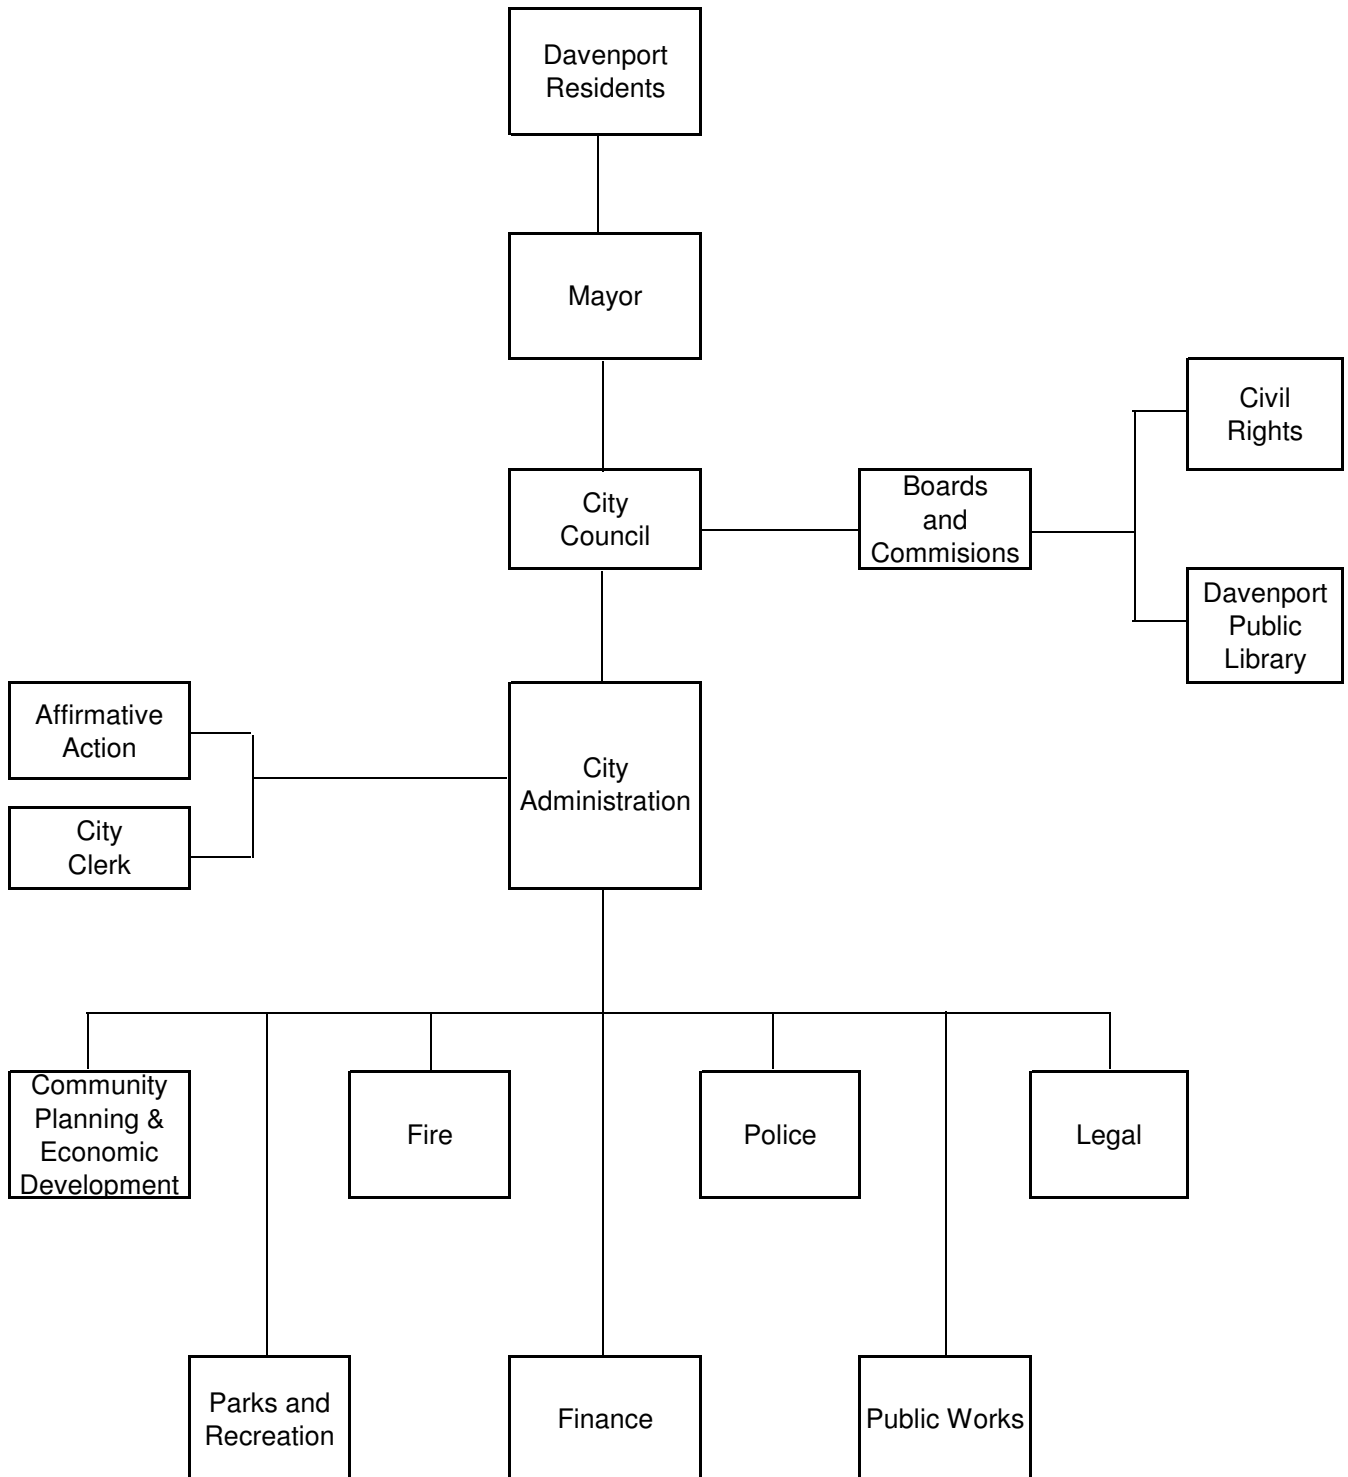 Davenport
Residents
Mayor
Civil
Rights
City
Council
Boards
and
Commisions
Davenport
Public
Library
Affirmative
Action
City
Administration
City
Clerk
Community
Planning &
Economic
Development
Fire
Police
Legal
Parks and
Recreation
Finance
Public Works